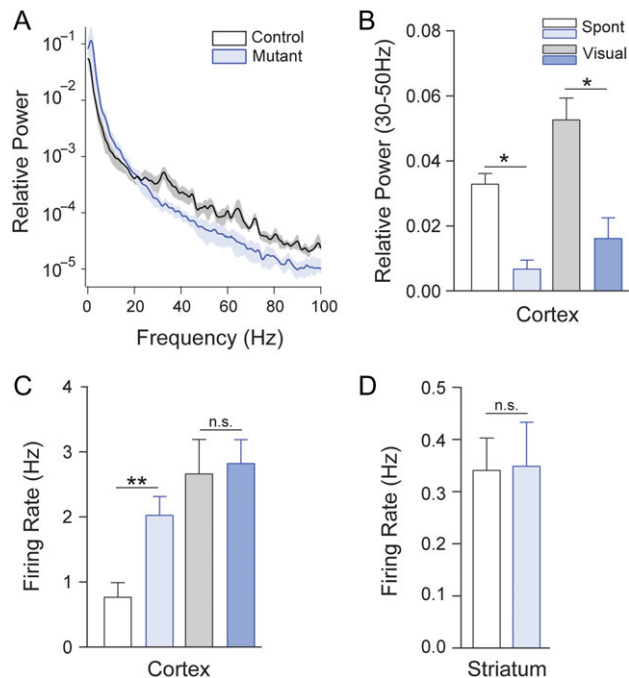 A
10⁻¹
10⁻²
10⁻³
10⁻⁴
10⁻⁵
Relative Power
0
20
40
60
80
100
Frequency (Hz)
Control
Mutant
B
0.08
0.06
0.04
0.02
0.00
Relative Power (30-50Hz)
Spont
Visual
*
*
Cortex
C
4
3
2
1
0
Firing Rate (Hz)
**
n.s.
Cortex
D
0.5
0.4
0.3
0.2
0.1
0.0
Firing Rate (Hz)
n.s.
Striatum